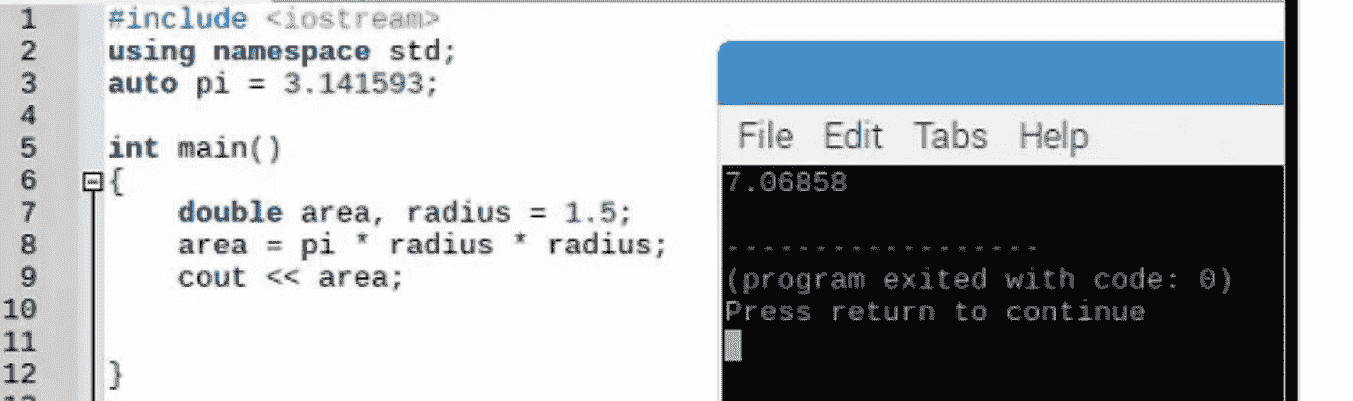 1 #include <iostream>
2 using namespace std;
3 auto pi = 3.141593;
4
5 int main()
6 {
7 double area, radius = 1.5;
8 area = pi * radius * radius;
9 cout << area;
10
11
12 }
File Edit Tabs Help
7.06858
------------------
(program exited with code: 0)
Press return to continue